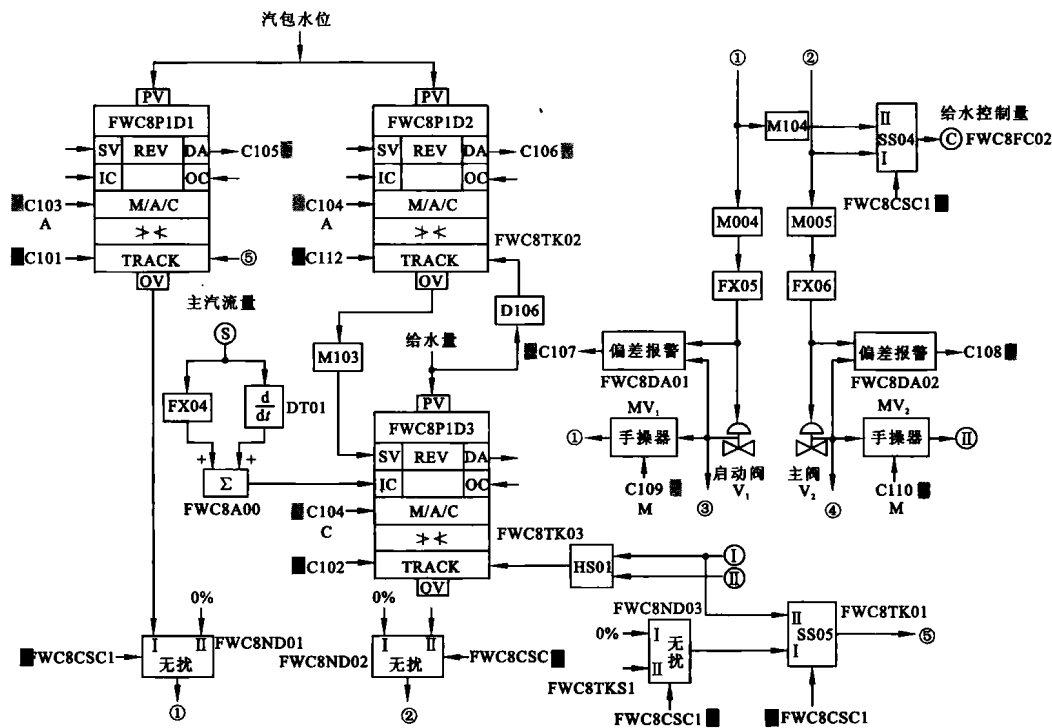 汽包水位
PV
FWC8P1D1
SV REV DA
C105
IC OC
C103
A
M/A/C
C101
TRACK
⑤
OV
PV
FWC8P1D2
SV REV DA
C106
IC OC
C104
A
M/A/C
FWC8TK02
C112
TRACK
OV
D106
主汽流量
S
FX04
d
dt
DT01
+ +
Σ
FWC8A00
M103
给水量
PV
FWC8P1D3
SV REV DA
IC OC
C104
C
M/A/C
FWC8TK03
C102
TRACK
OV
0%
I II
FWC8ND01
无扰
FWC8CSC1
①
0%
I II
FWC8ND02
无扰
FWC8CSC
②
① ②
M104
II
SS04
I
给水控制量
C
FWC8FC02
FWC8CSC1
M004 M005
FX05 FX06
C107
偏差报警
FWC8DA01
偏差报警
C108
FWC8DA02
MV₁
①
手操器
C109
M
启动阀
V₁
③
MV₂
手操器
Ⅱ
主阀
V₂
C110
M
④
HS01
Ⅰ
Ⅱ
FWC8ND03
0%
I
II
无扰
FWC8TKS1
FWC8CSC1
II
SS05
I
FWC8TK01
⑤
FWC8CSC1